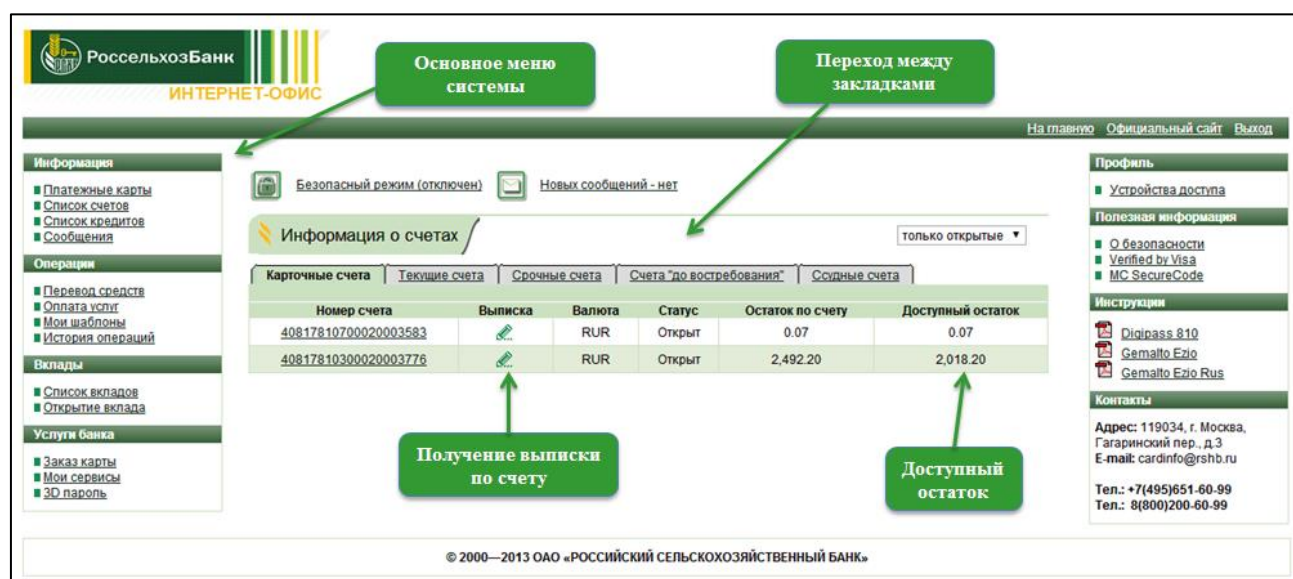 РоссельхозБанк
ИНТЕРНЕТ-ОФИС
Основное меню
системы
Переход между
закладками
На главную Официальный сайт Выход
Информация
Платежные карты
Список счетов
Список кредитов
Сообщения
Операции
Перевод средств
Оплата услуг
Мои шаблоны
История операций
Вклады
Список вкладов
Открытие вклада
Услуги банка
Заказ карты
Мои сервисы
3D пароль
Безопасный режим (отключен) Новых сообщений - нет
Информация о счетах только открытые
Карточные счета Текущие счета Срочные счета Счета "до востребования" Ссудные счета
Номер счета Выписка Валюта Статус Остаток по счету Доступный остаток
40817810700020003583 RUR Открыт 0.07 0.07
40817810300020003776 RUR Открыт 2,492.20 2,018.20
Получение выписки
по счету
Доступный
остаток
Профиль
Устройства доступа
Полезная информация
О безопасности
Verified by Visa
MC SecureCode
Инструкции
Digipass 810
Gemalto Ezio
Gemalto Ezio Rus
Контакты
Адрес: 119034, г. Москва,
Гагаринский пер., д.3
E-mail: cardinfo@rshb.ru
Тел.: +7(495)651-60-99
Тел.: 8(800)200-60-99
© 2000—2013 ОАО «РОССИЙСКИЙ СЕЛЬСКОХОЗЯЙСТВЕННЫЙ БАНК»